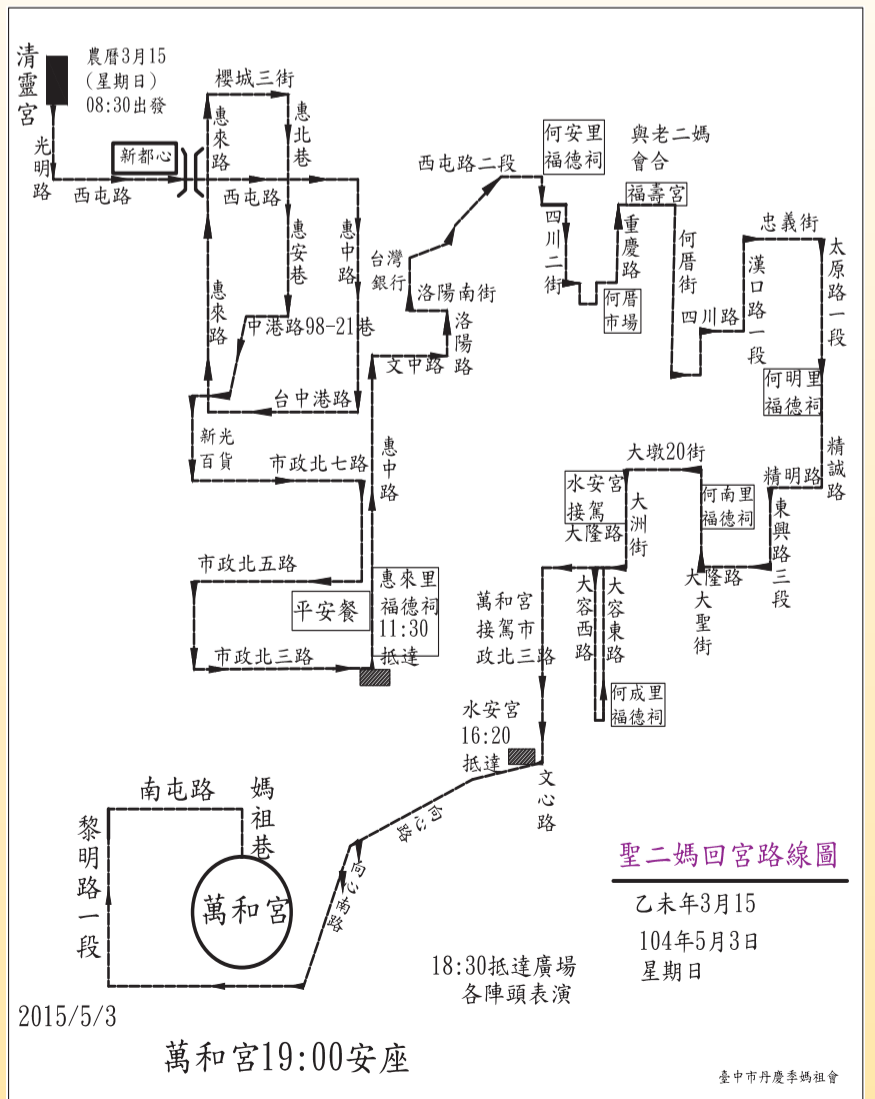 清靈宮
農曆3月15
(星期日)
08:30出發
光明路
西屯路
新都心
惠來路
櫻城三街
惠北巷
西屯路
惠安巷
惠中路
惠來路
中港路98-21巷
台中港路
新光
百貨
市政北七路
市政北五路
市政北三路
平安餐
惠來里
福德祠
11:30
抵達
惠中路
文中路
洛陽路
洛陽南街
台灣
銀行
西屯路二段
何安里
福德祠
四川二街
何厝
市場
重慶路
與老二媽
會合
福壽宮
何厝街
四川路
漢口路一段
忠義街
太原路一段
何明里
福德祠
精誠路
精明路
東興路三段
大隆路
大聖街
何南里
福德祠
大墩20街
水安宮
接駕
大洲街
大隆路
大容東路
大容西路
何成里
福德祠
萬和宮
接駕市
政北三路
水安宮
16:20
抵達
文心路
向心路
向心南路
黎明路一段
南屯路
媽祖巷
萬和宮
聖二媽回宮路線圖
乙未年3月15
104年5月3日
星期日
18:30抵達廣場
各陣頭表演
2015/5/3
萬和宮19:00安座
臺中市丹慶季媽祖會